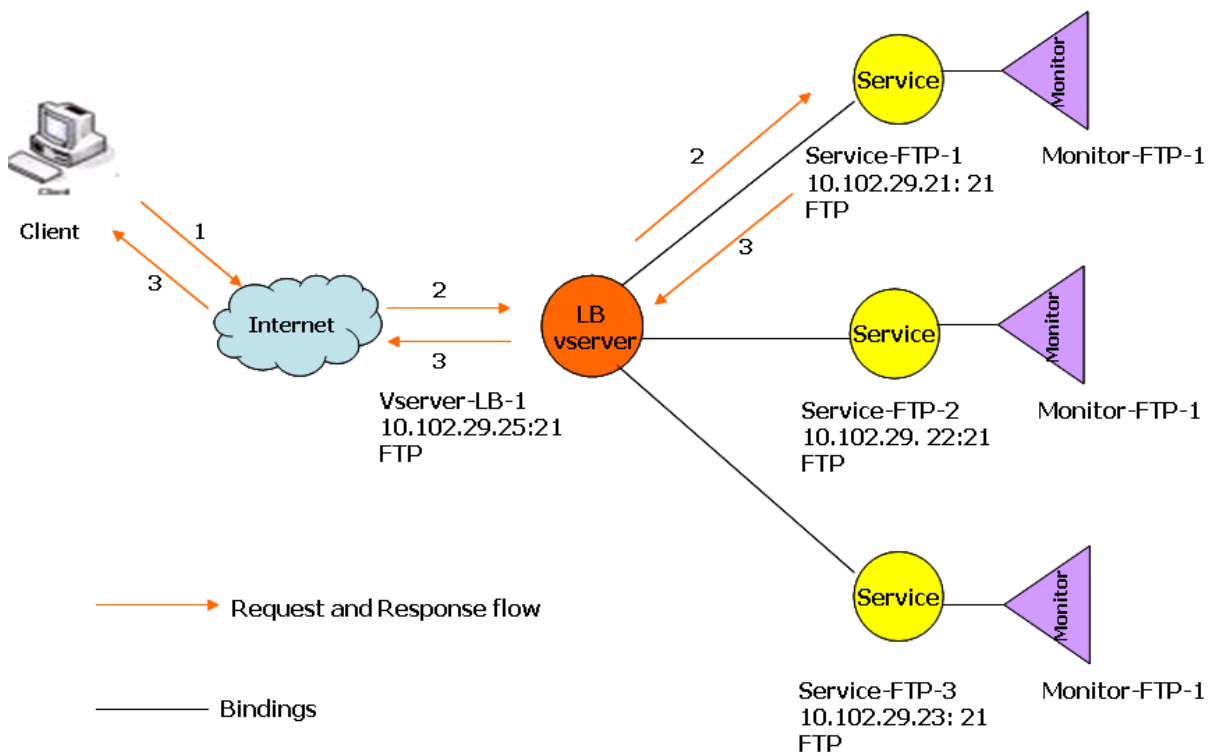 Service
Monitor
2
Service-FTP-1
10.102.29.21: 21
FTP
Monitor-FTP-1
Client
Client
1
3
3
2
Internet
3
LB
vserver
Service
Monitor
Vserver-LB-1
10.102.29.25:21
FTP
Service-FTP-2
10.102.29. 22:21
FTP
Monitor-FTP-1
Service
Monitor
Request and Response flow
Service-FTP-3
10.102.29.23: 21
FTP
Monitor-FTP-1
Bindings